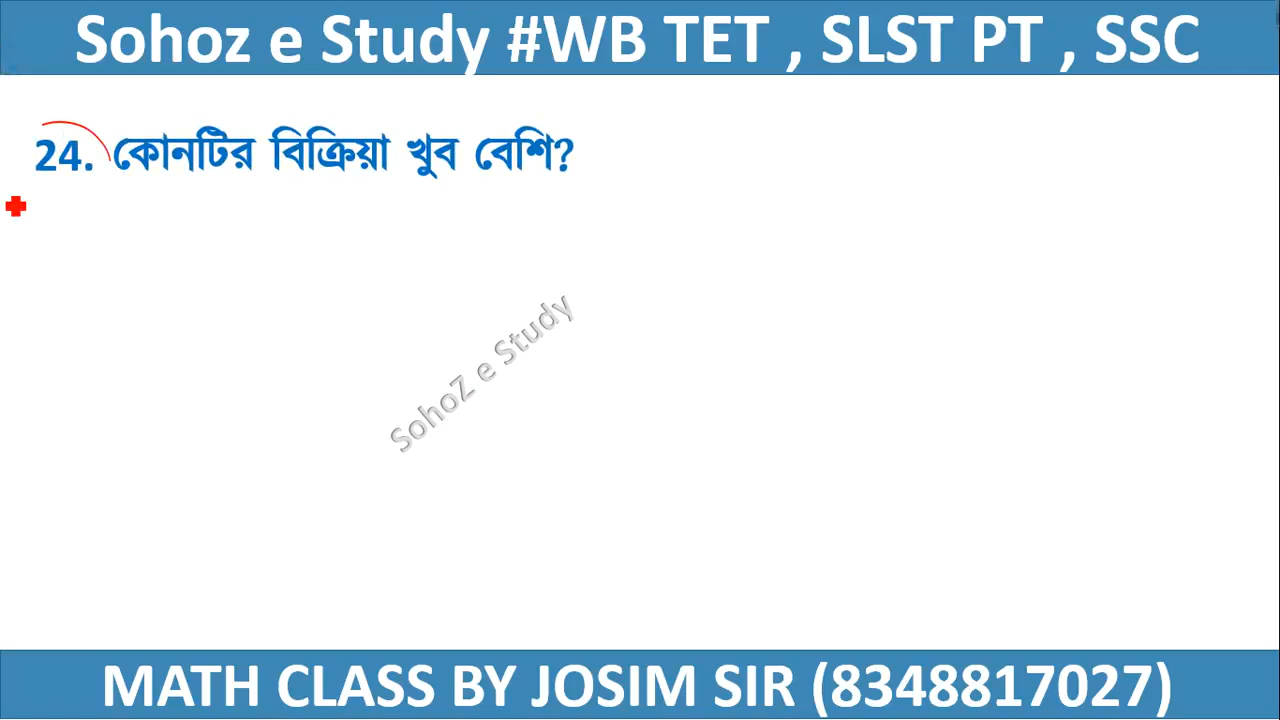 Sohoz e Study #WB TET , SLST PT , SSC
24. কোনটির বিক্রিয়া খুব বেশি?
SohoZ e Study
MATH CLASS BY JOSIM SIR (8348817027)